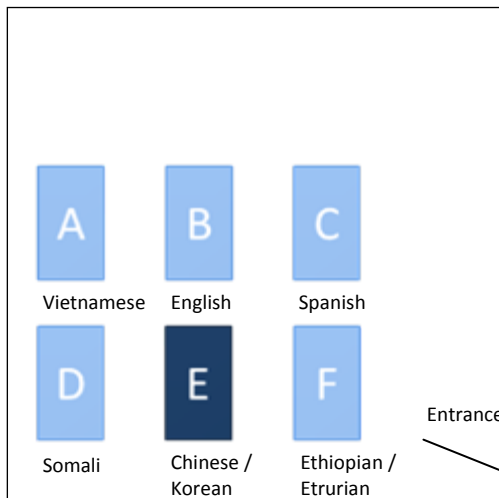 A B C
Vietnamese English Spanish
D E F
Entrance
Somali Chinese / Ethiopian /
Korean Etrurian